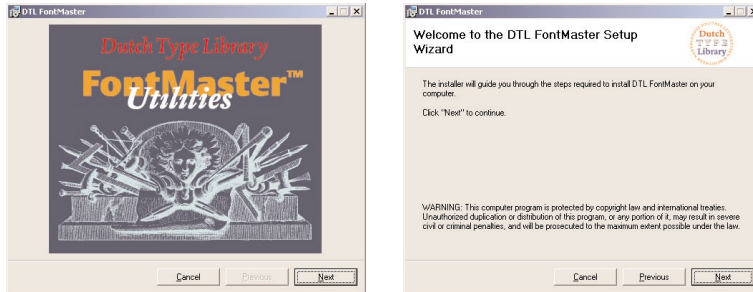 DTL FontMaster
Dutch Type Library
FontMaster™
Utilities
Cancel
Previous
Next
DTL FontMaster
Welcome to the DTL FontMaster Setup
Wizard
Dutch
TYPE
Library
The installer will guide you through the steps required to install DTL FontMaster on your
computer.
Click "Next" to continue.
WARNING: This computer program is protected by copyright law and international treaties.
Unauthorized duplication or distribution of this program, or any portion of it, may result in severe
civil or criminal penalties, and will be prosecuted to the maximum extent possible under the law.
Cancel
Previous
Next